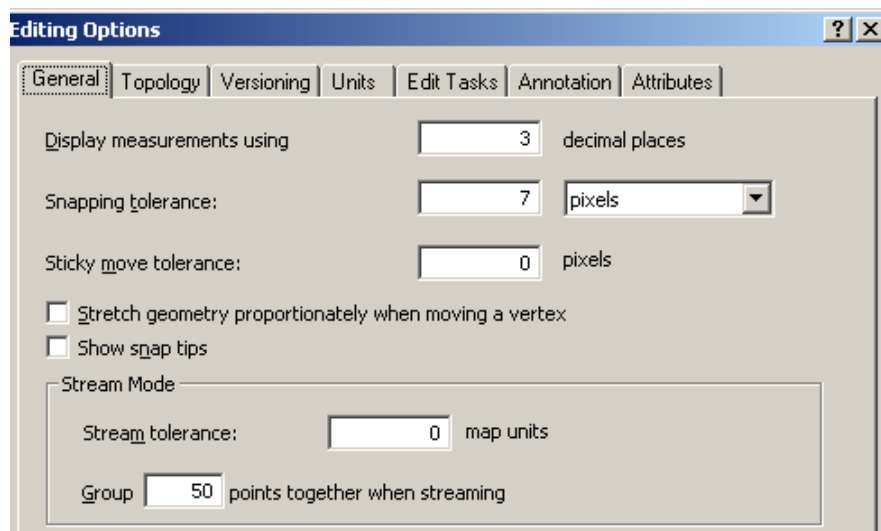 Editing Options
General Topology Versioning Units Edit Tasks Annotation Attributes
Display measurements using 3 decimal places
Snapping tolerance: 7 pixels
Sticky move tolerance: 0 pixels
Stretch geometry proportionately when moving a vertex
Show snap tips
Stream Mode
Stream tolerance: 0 map units
Group 50 points together when streaming